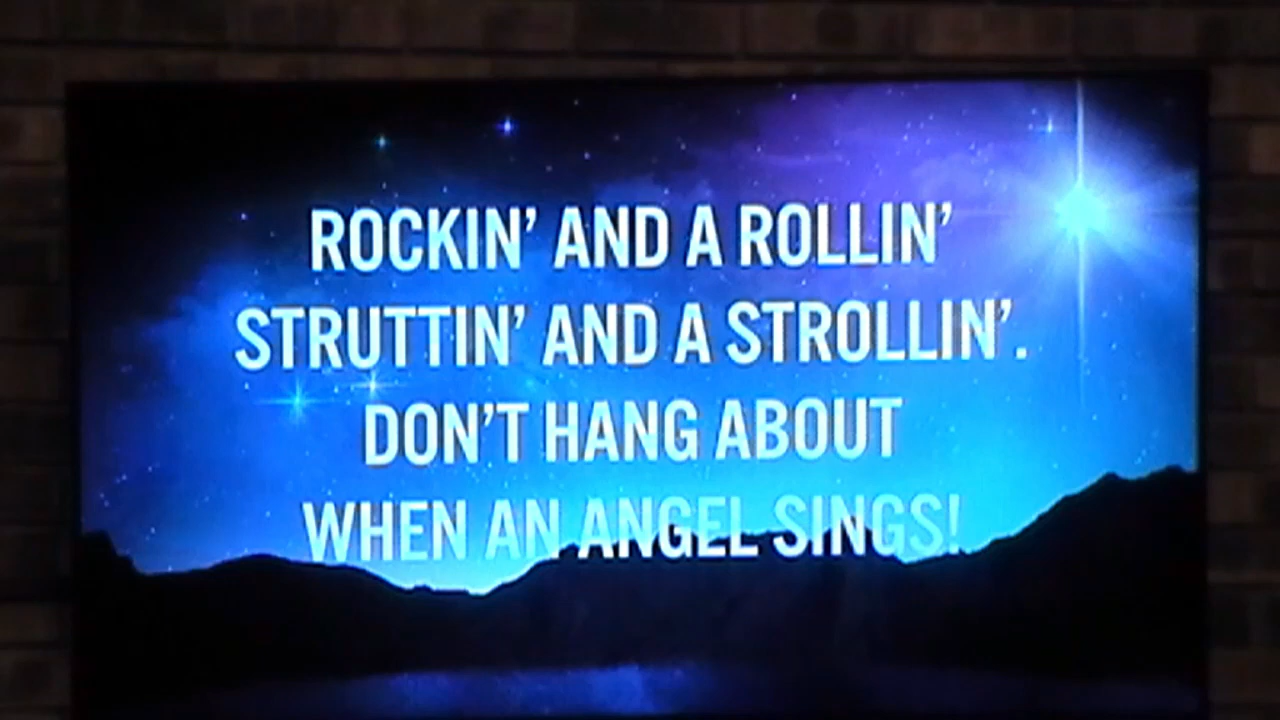 ROCKIN’ AND A ROLLIN’
STRUTTIN’ AND A STROLLIN’.
DON’T HANG ABOUT
WHEN AN ANGEL SINGS!